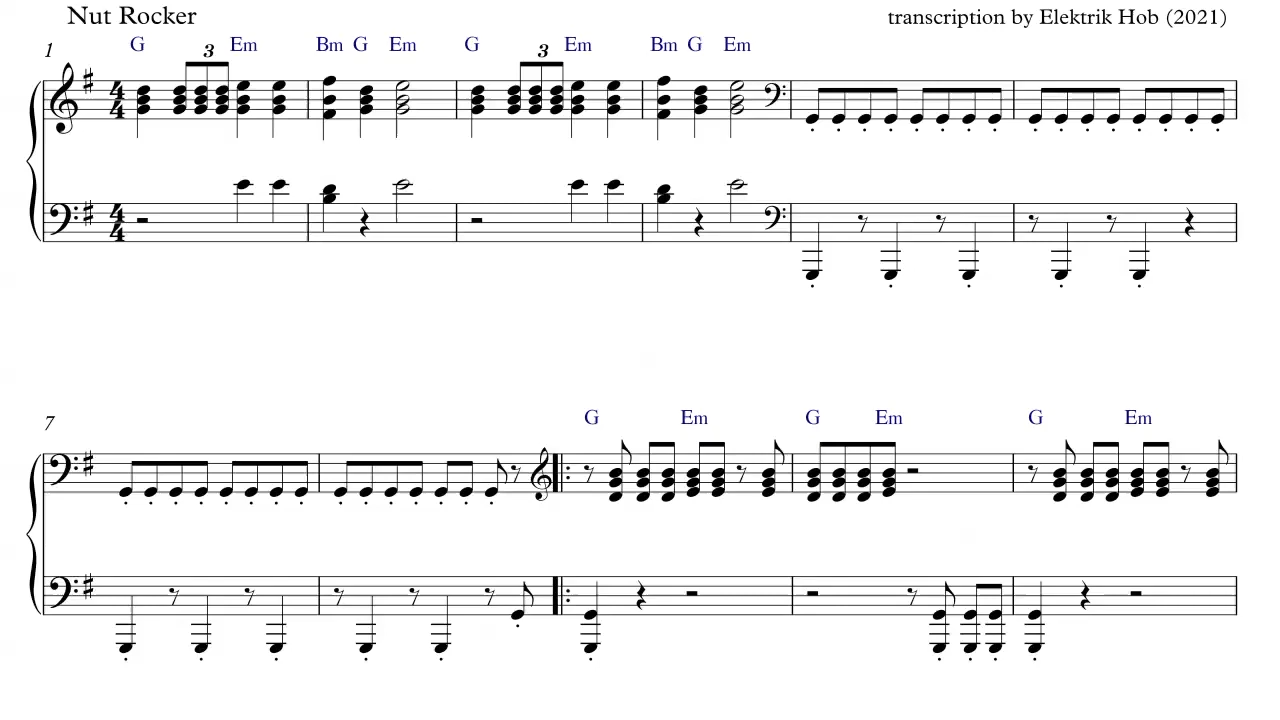 Nut Rocker
transcription by Elektrik Hob (2021)
1 G 3 Em Bm G Em G 3 Em Bm G Em
4 4
4 4
7 G Em G Em G Em